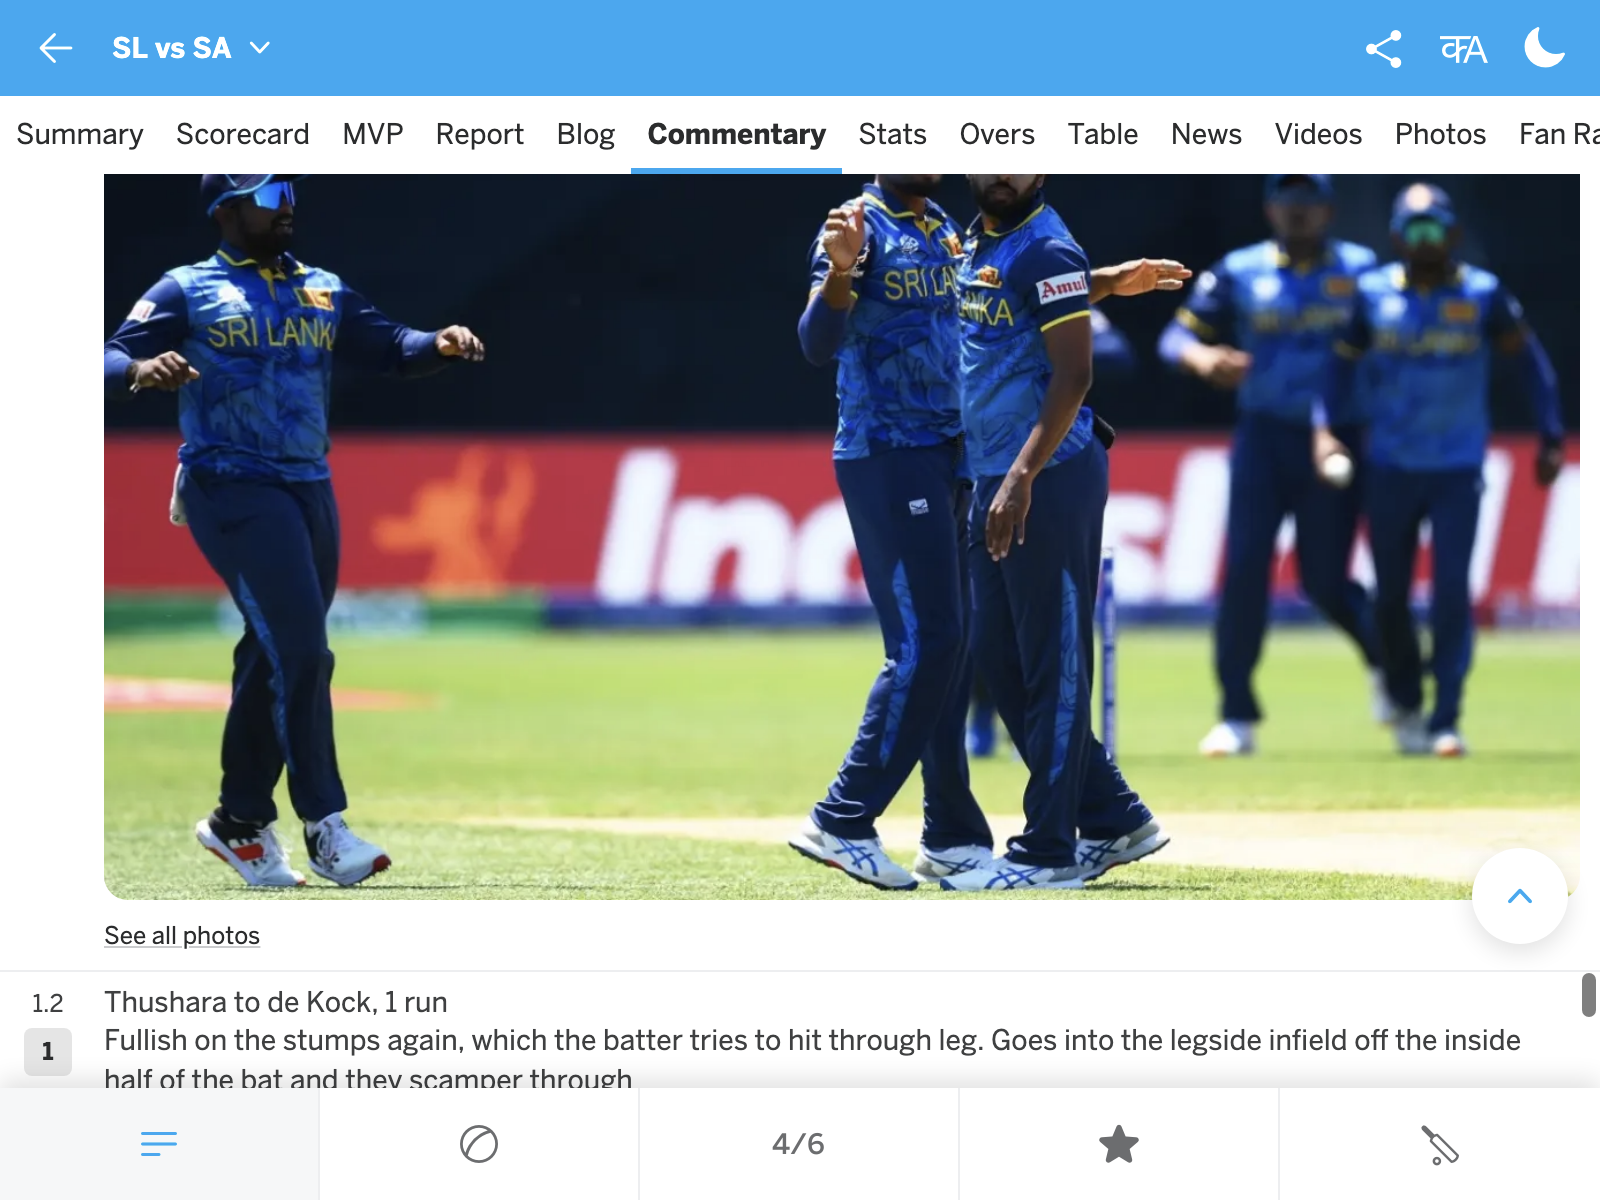 SL vs SA
कA
Summary Scorecard MVP Report Blog Commentary Stats Overs Table News Videos Photos Fan Ra
SRI LANKA
SRI LA
ANKA
Amul
See all photos
1.2 Thushara to de Kock, 1 run
1 Fullish on the stumps again, which the batter tries to hit through leg. Goes into the legside infield off the inside
half of the bat and they scamper through
4/6